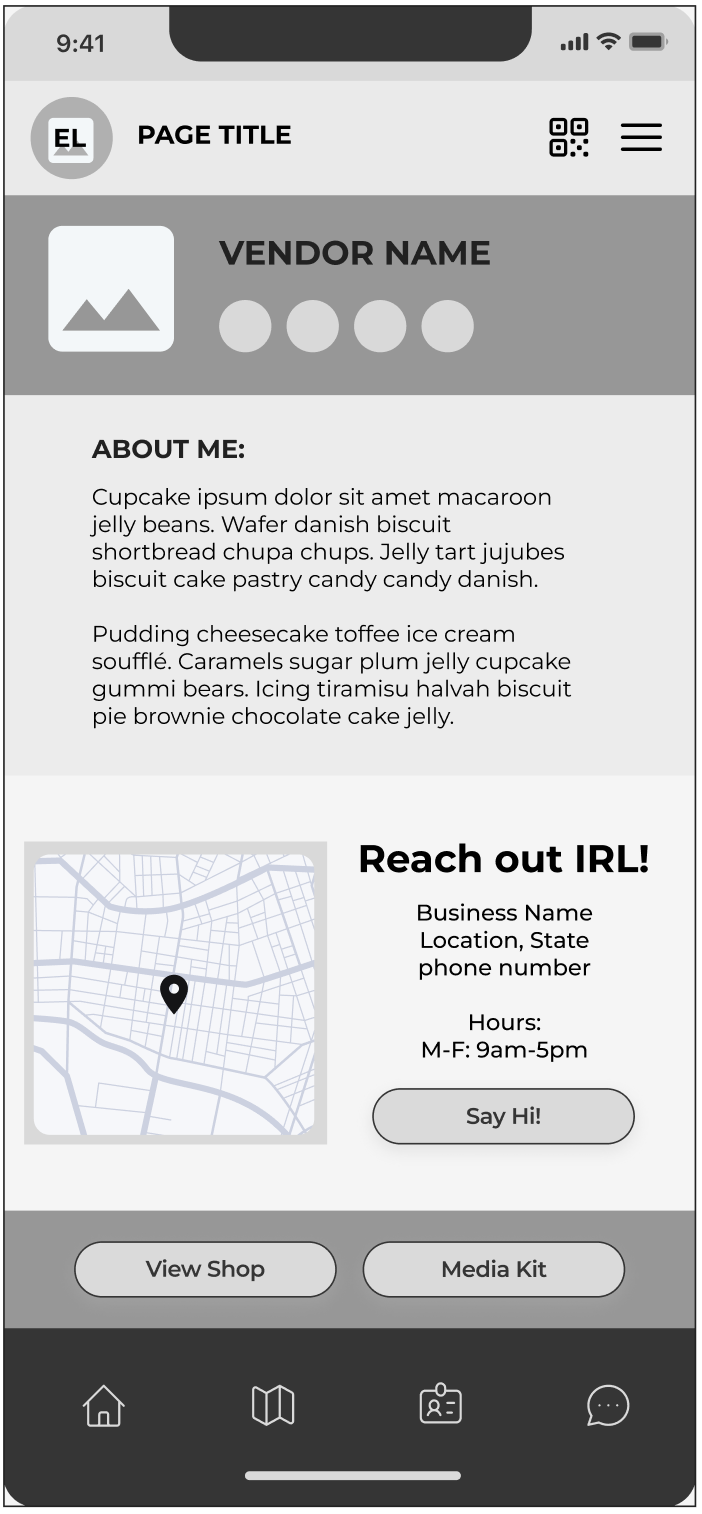 9:41
EL
PAGE TITLE
VENDOR NAME
ABOUT ME:
Cupcake ipsum dolor sit amet macaroon
jelly beans. Wafer danish biscuit
shortbread chupa chups. Jelly tart jujubes
biscuit cake pastry candy candy danish.
Pudding cheesecake toffee ice cream
soufflé. Caramels sugar plum jelly cupcake
gummi bears. Icing tiramisu halvah biscuit
pie brownie chocolate cake jelly.
Reach out IRL!
Business Name
Location, State
phone number
Hours:
M-F: 9am-5pm
Say Hi!
View Shop
Media Kit